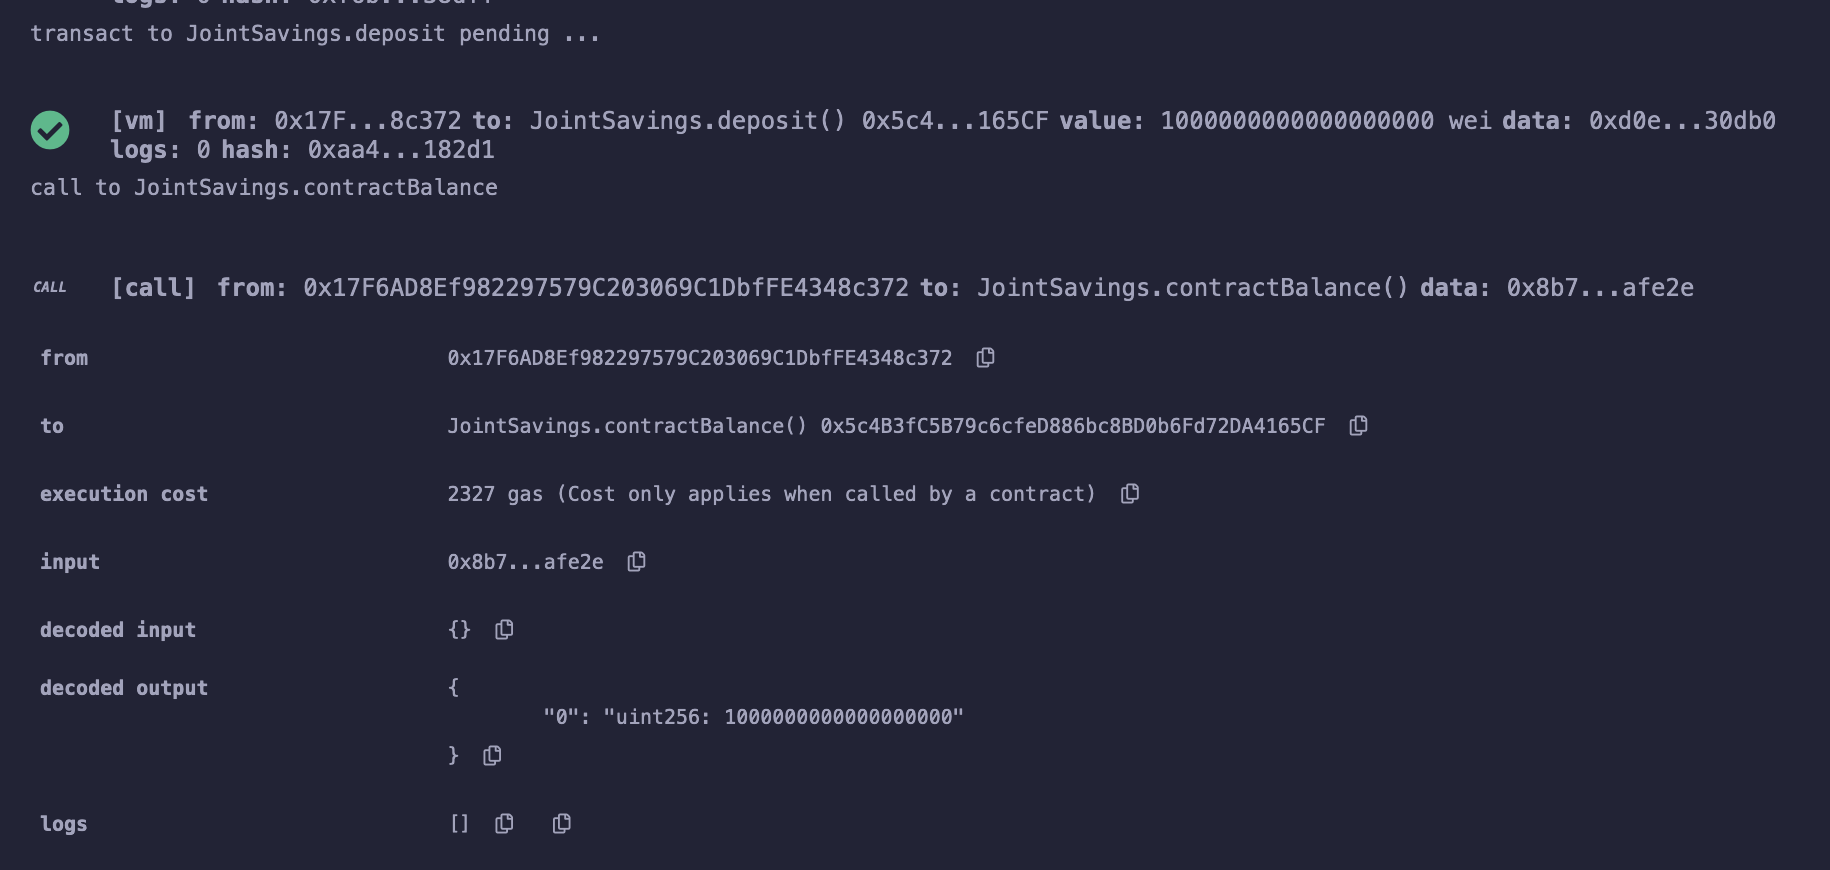 logs: 0 hash:
transact to JointSavings.deposit pending ...
[vm] from: 0x17F...8c372 to: JointSavings.deposit() 0x5c4...165CF value: 1000000000000000000 wei data: 0xd0e...30db0
logs: 0 hash: 0xaa4...182d1
call to JointSavings.contractBalance
CALL [call] from: 0x17F6AD8Ef982297579C203069C1DbfFE4348c372 to: JointSavings.contractBalance() data: 0x8b7...afe2e
from 0x17F6AD8Ef982297579C203069C1DbfFE4348c372
to JointSavings.contractBalance() 0x5c4B3fC5B79c6cfeD886bc8BD0b6Fd72DA4165CF
execution cost 2327 gas (Cost only applies when called by a contract)
input 0x8b7...afe2e
decoded input {}
decoded output {
"0": "uint256: 1000000000000000000"
}
logs []